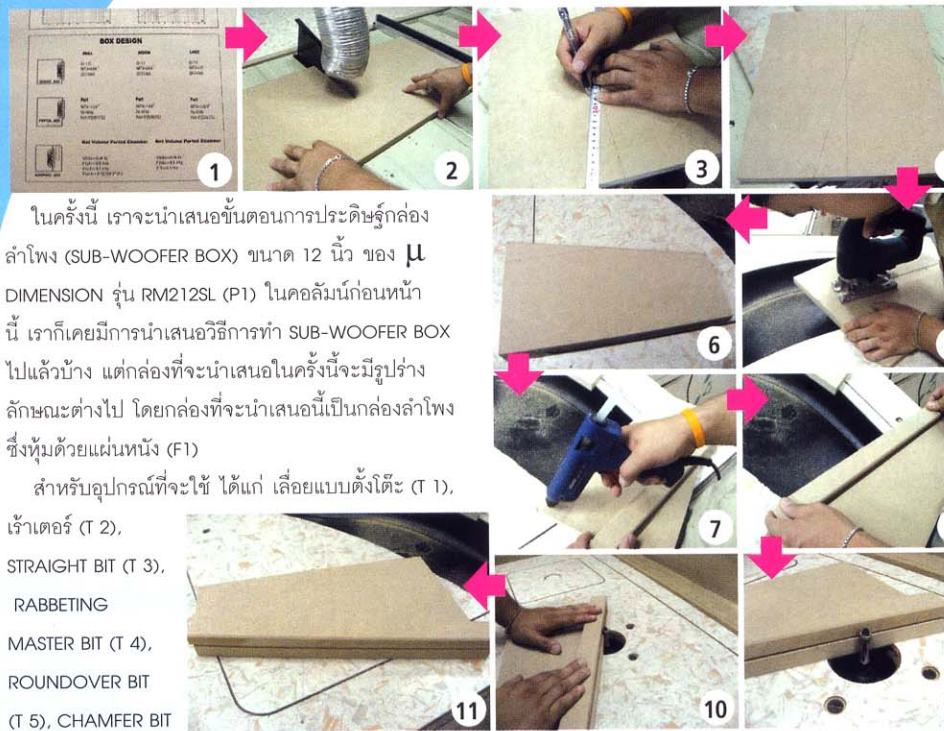 BOX DESIGN
1
2
3
6
7
10
11
ในครั้งนี้ เราจะนำเสนอขั้นตอนการประดิษฐ์กล่อง
ลำโพง (SUB-WOOFER BOX) ขนาด 12 นิ้ว ของ μ
DIMENSION รุ่น RM212SL (P1) ในคอลัมน์ก่อนหน้า
นี้ เราก็เคยมีการนำเสนอวิธีการทำ SUB-WOOFER BOX
ไปแล้วบ้าง แต่กล่องที่จะนำเสนอในครั้งนี้จะมีรูปร่าง
ลักษณะต่างไป โดยกล่องที่จะนำเสนอนี้เป็นกล่องลำโพง
ซึ่งหุ้มด้วยแผ่นหนัง (F1)
สำหรับอุปกรณ์ที่จะใช้ ได้แก่ เลื่อยแบบตั้งโต๊ะ (T 1),
เร้าเตอร์ (T 2),
STRAIGHT BIT (T 3),
RABBETING
MASTER BIT (T 4),
ROUNDOVER BIT
(T 5), CHAMFER BIT